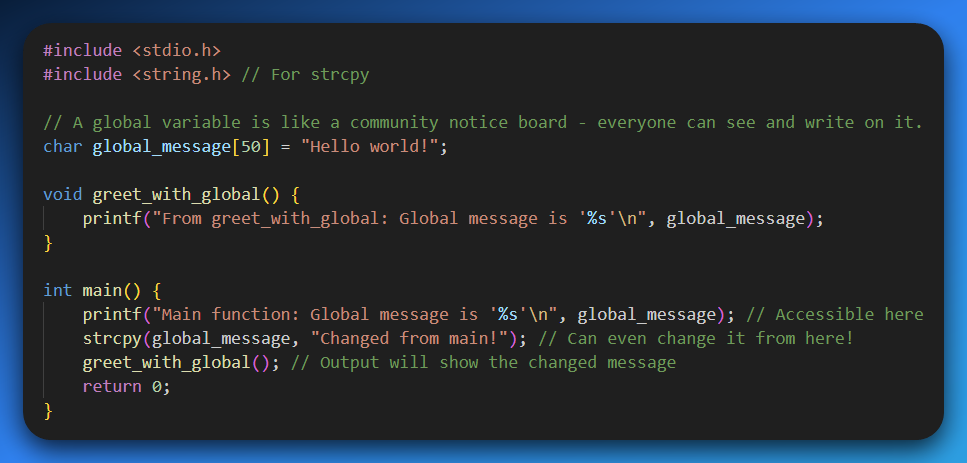 #include <stdio.h>
#include <string.h> // For strcpy

// A global variable is like a community notice board - everyone can see and write on it.
char global_message[50] = "Hello world!";

void greet_with_global() {
    printf("From greet_with_global: Global message is '%s'\n", global_message);
}

int main() {
    printf("Main function: Global message is '%s'\n", global_message); // Accessible here
    strcpy(global_message, "Changed from main!"); // Can even change it from here!
    greet_with_global(); // Output will show the changed message
    return 0;
}